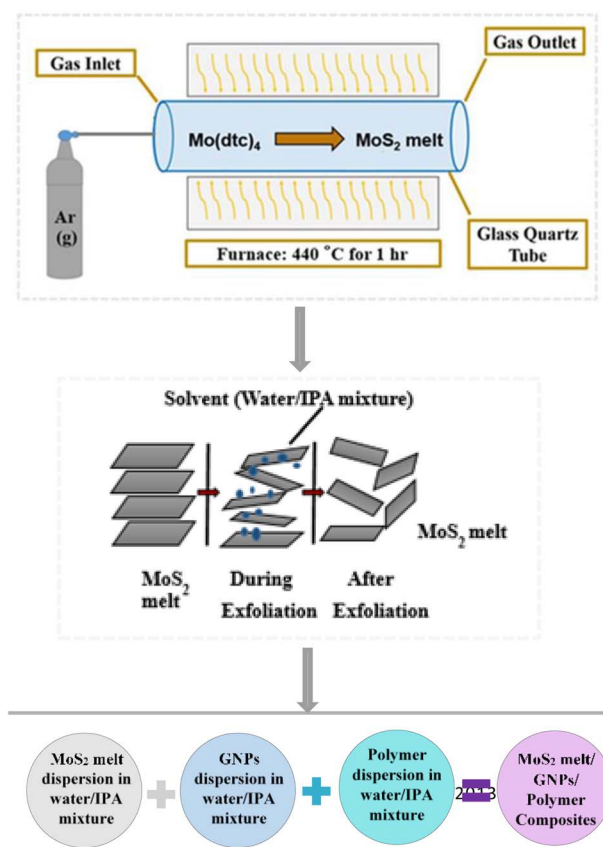 Gas Inlet
Gas Outlet
Mo(dtc)₄
MoS₂ melt
Ar
(g)
Furnace: 440 °C for 1 hr
Glass Quartz
Tube
Solvent (Water/IPA mixture)
MoS₂ melt
MoS₂
melt
During
Exfoliation
After
Exfoliation
MoS₂ melt
dispersion in
water/IPA
mixture
GNPs
dispersion in
water/IPA
mixture
Polymer
dispersion in
water/IPA
mixture
2013
MoS₂ melt/
GNPs/
Polymer
Composites